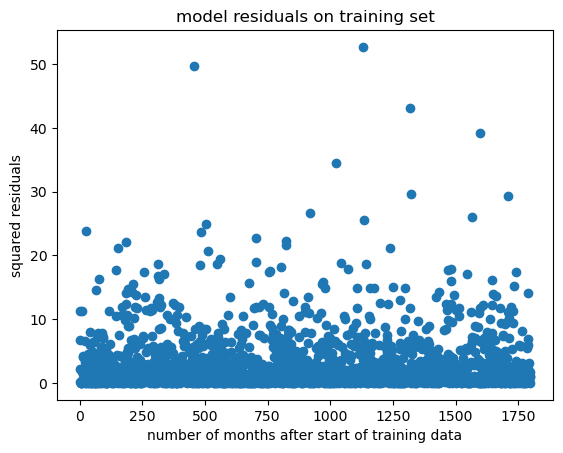 model residuals on training set
50
40
30
20
10
0
squared residuals
0 250 500 750 1000 1250 1500 1750
number of months after start of training data